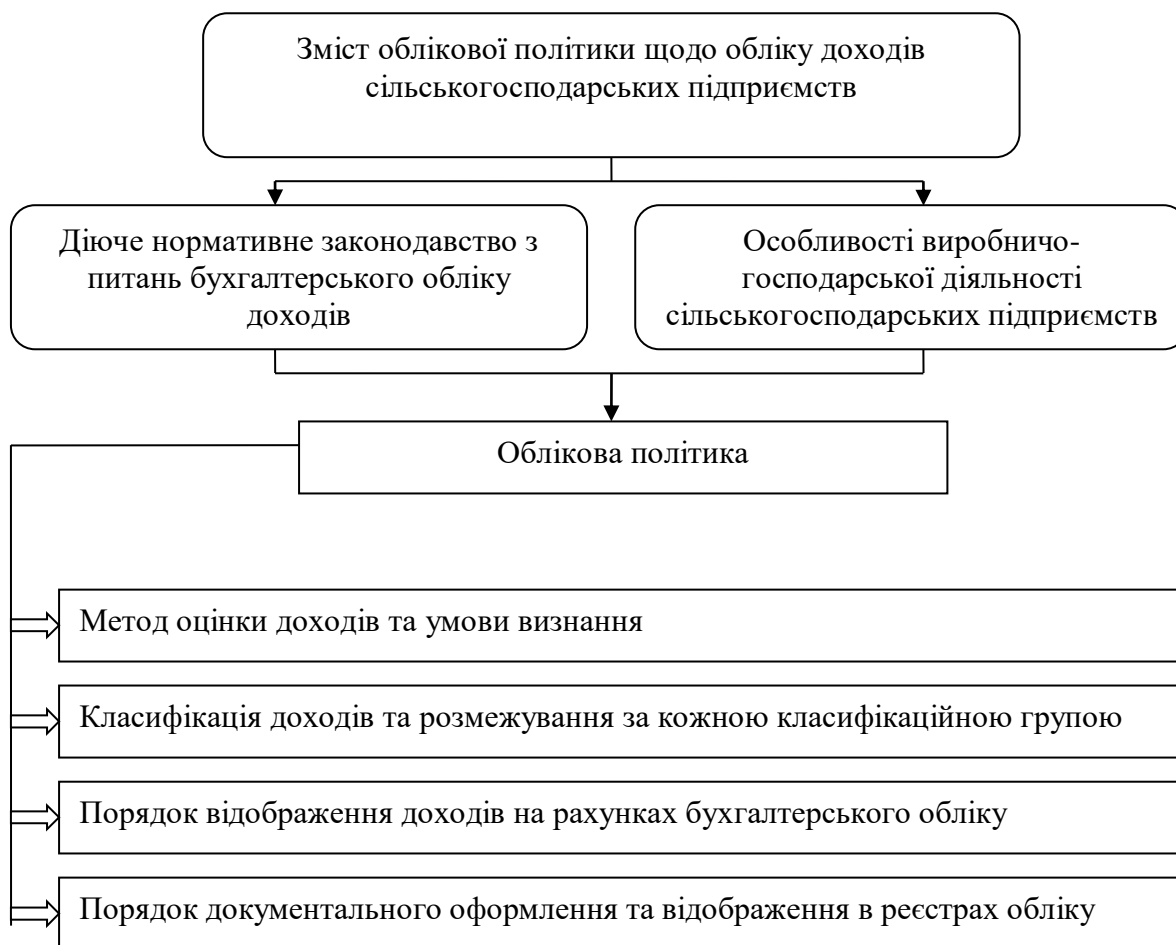 Зміст облікової політики щодо обліку доходів
сільськогосподарських підприємств
Діюче нормативне законодавство з
питань бухгалтерського обліку
доходів
Особливості виробничо-
господарської діяльності
сільськогосподарських підприємств
Облікова політика
Метод оцінки доходів та умови визнання
Класифікація доходів та розмежування за кожною класифікаційною групою
Порядок відображення доходів на рахунках бухгалтерського обліку
Порядок документального оформлення та відображення в реєстрах обліку